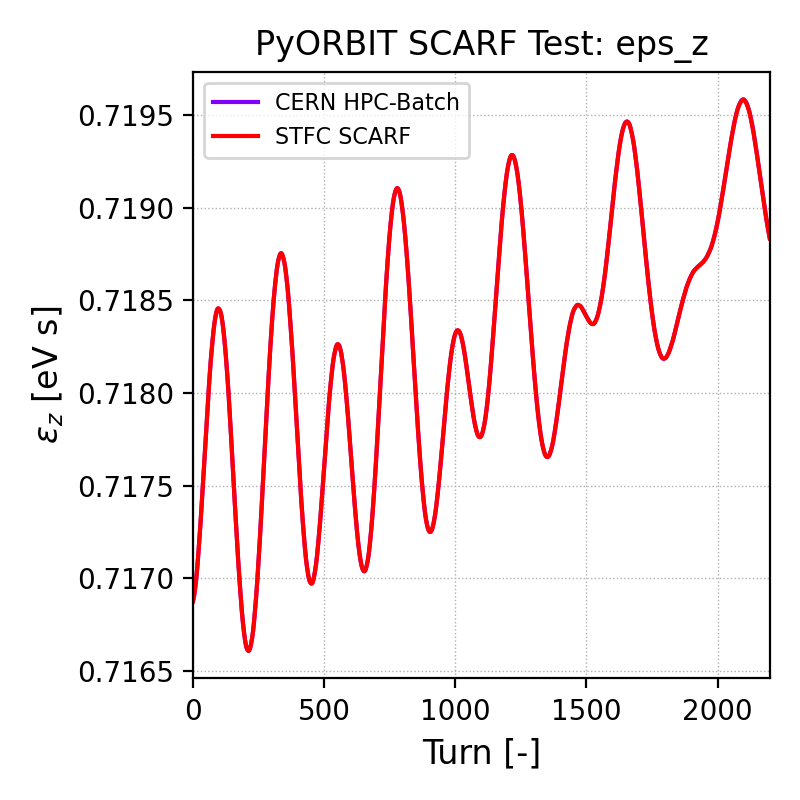 PyORBIT SCARF Test: eps_z
CERN HPC-Batch
STFC SCARF
0.7195
0.7190
0.7185
0.7180
0.7175
0.7170
0.7165
ε_z [eV s]
0 500 1000 1500 2000
Turn [-]